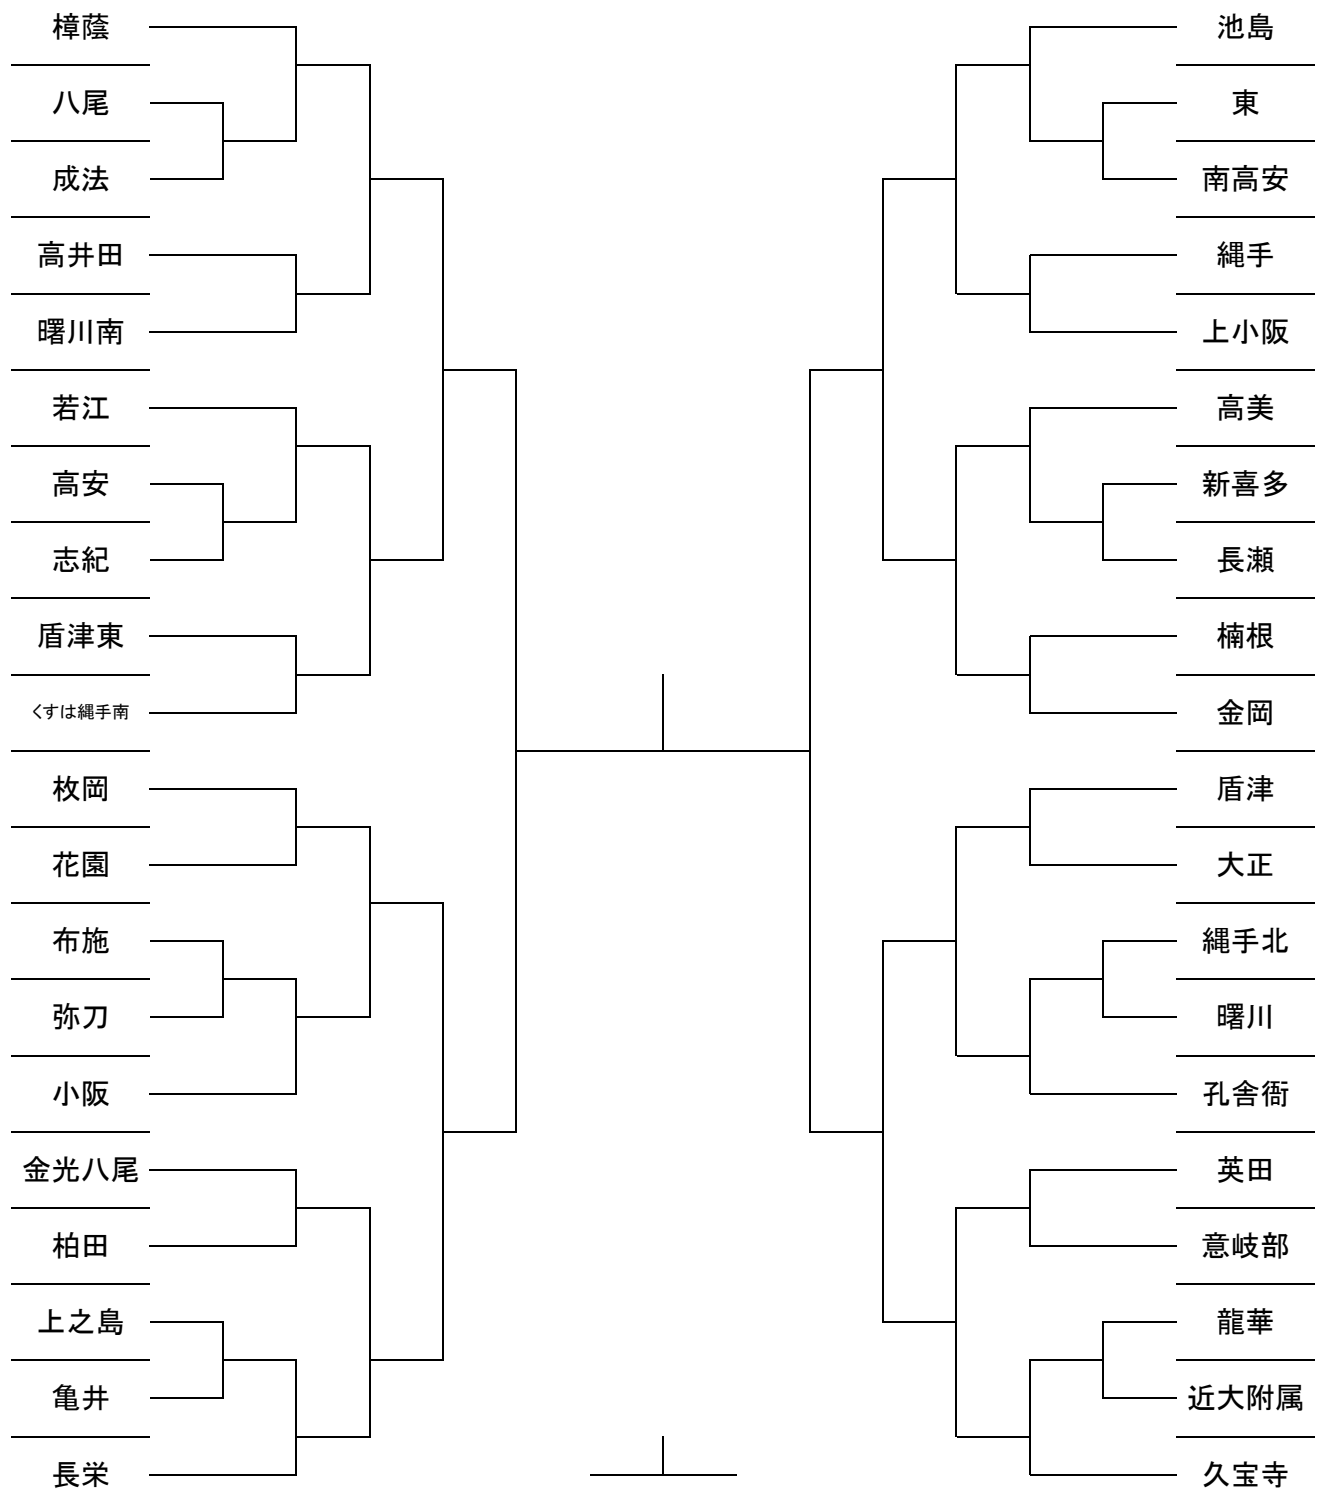 樟蔭
八尾
成法
高井田
曙川南
若江
高安
志紀
盾津東
くすは縄手南
枚岡
花園
布施
弥刀
小阪
金光八尾
柏田
上之島
亀井
長栄
池島
東
南高安
縄手
上小阪
高美
新喜多
長瀬
楠根
金岡
盾津
大正
縄手北
曙川
孔舎衙
英田
意岐部
龍華
近大附属
久宝寺